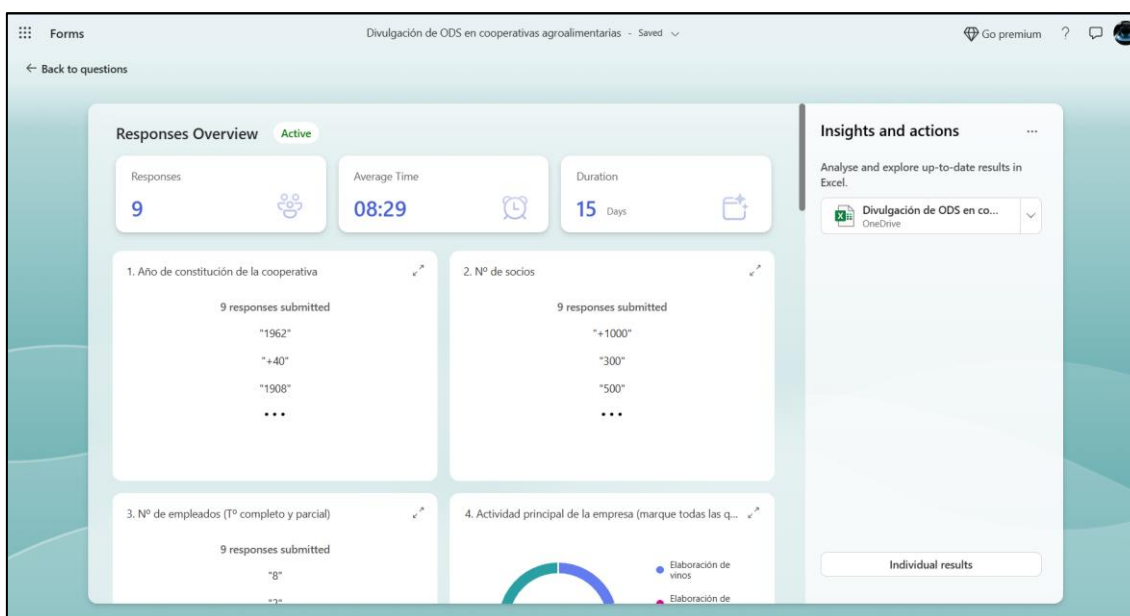 Forms
Divulgación de ODS en cooperativas agroalimentarias - Saved
Go premium ?
Back to questions
Responses Overview Active
Responses
9
Average Time
08:29
Duration
15 Days
1. Año de constitución de la cooperativa
9 responses submitted
"1962"
"+40"
"1908"
...
2. Nº de socios
9 responses submitted
"+1000"
"300"
"500"
...
3. Nº de empleados (Tº completo y parcial)
9 responses submitted
"8"
4. Actividad principal de la empresa (marque todas las q...
Elaboración de
vinos
Elaboración de
Insights and actions
...
Analyse and explore up-to-date results in
Excel.
Divulgación de ODS en co...
OneDrive
Individual results